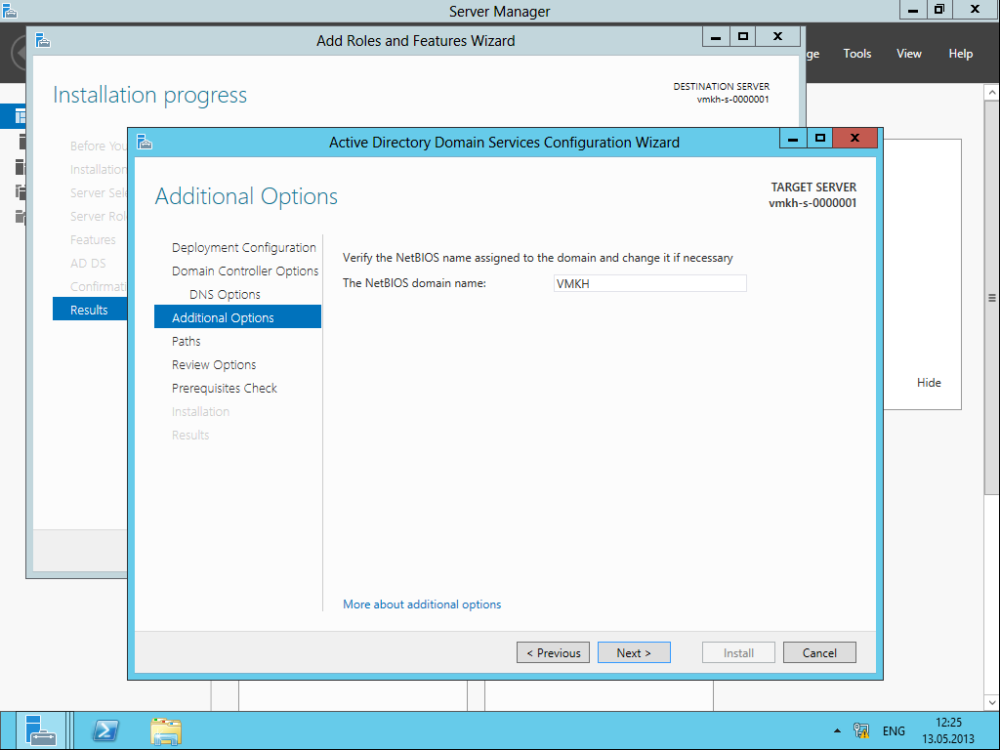 Server Manager
Add Roles and Features Wizard
Tools
View
Help
Installation progress
DESTINATION SERVER
vmkh-s-0000001
Before You
Installation
Server Sele
Server Rol
Features
AD DS
Confirmati
Results
Active Directory Domain Services Configuration Wizard
Additional Options
TARGET SERVER
vmkh-s-0000001
Deployment Configuration
Domain Controller Options
DNS Options
Additional Options
Paths
Review Options
Prerequisites Check
Installation
Results
Verify the NetBIOS name assigned to the domain and change it if necessary
The NetBIOS domain name:
VMKH
More about additional options
Hide
< Previous
Next >
Install
Cancel
ENG
12:25
13.05.2013